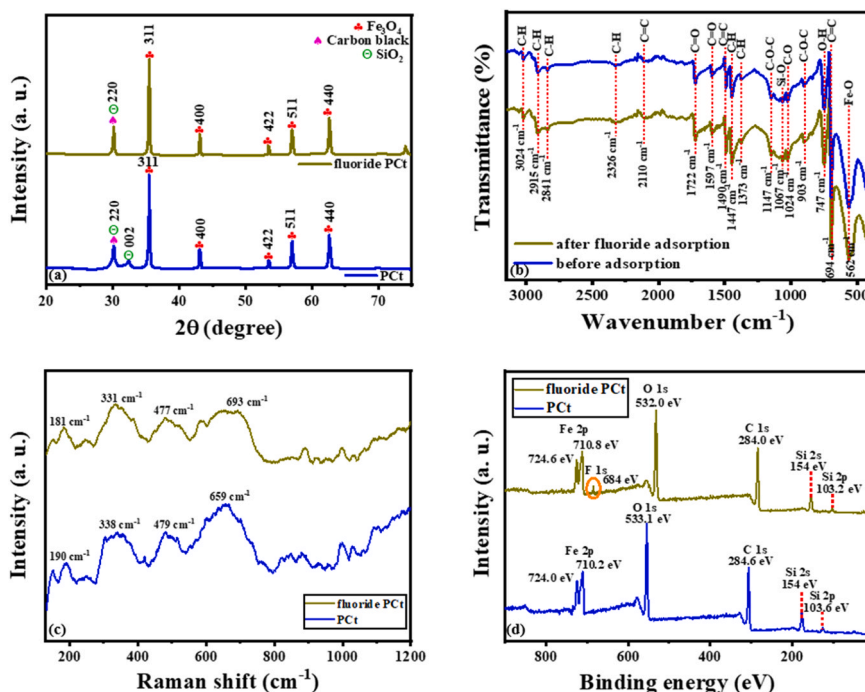 Intensity (a. u.)
311
♣ Fe₃O₄
♠ Carbon black
⊖ SiO₂
220
400
422
511
440
fluoride PCt
311
220
002
400
422
511
440
PCt
(a)
20 30 40 50 60 70
2θ (degree)
Transmittance (%)
C-H
C-H
C-H
C-H
C=C
C=O
C=O
C=C
C-H
C-H
C-O-C
Si-O
C-O
C-O-C
O-H
C=C
Fe-O
3024 cm⁻¹
2915 cm⁻¹
2841 cm⁻¹
2326 cm⁻¹
2110 cm⁻¹
1722 cm⁻¹
1597 cm⁻¹
1490 cm⁻¹
1447 cm⁻¹
1373 cm⁻¹
1147 cm⁻¹
1067 cm⁻¹
1024 cm⁻¹
903 cm⁻¹
747 cm⁻¹
694 cm⁻¹
562 cm⁻¹
after fluoride adsorption
before adsorption
(b)
3000 2500 2000 1500 1000 500
Wavenumber (cm⁻¹)
Intensity (a. u.)
181 cm⁻¹
331 cm⁻¹
477 cm⁻¹
693 cm⁻¹
190 cm⁻¹
338 cm⁻¹
479 cm⁻¹
659 cm⁻¹
fluoride PCt
PCt
(c)
200 400 600 800 1000 1200
Raman shift (cm⁻¹)
Intensity (a. u.)
fluoride PCt
PCt
O 1s
532.0 eV
Fe 2p
710.8 eV
724.6 eV
F 1s
684 eV
C 1s
284.0 eV
Si 2s
154 eV
Si 2p
103.2 eV
O 1s
533.1 eV
Fe 2p
710.2 eV
724.0 eV
C 1s
284.6 eV
Si 2s
154 eV
Si 2p
103.6 eV
(d)
800 600 400 200
Binding energy (eV)